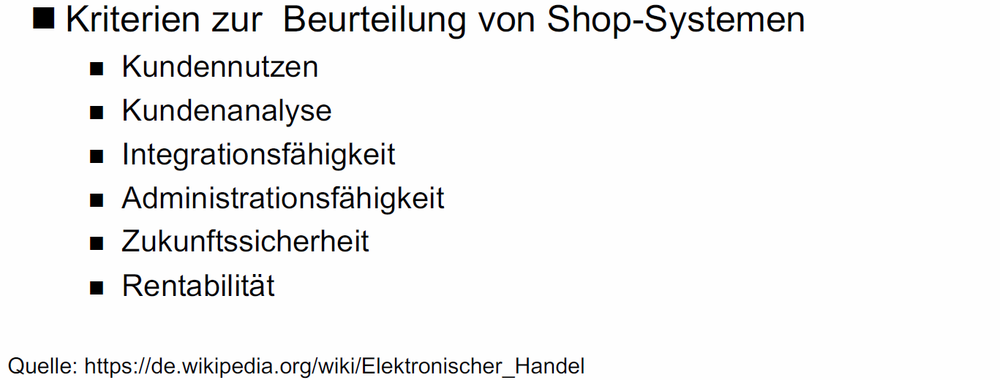 ■ Kriterien zur  Beurteilung von Shop-Systemen
■ Kundennutzen
■ Kundenanalyse
■ Integrationsfähigkeit
■ Administrationsfähigkeit
■ Zukunftssicherheit
■ Rentabilität
Quelle: https://de.wikipedia.org/wiki/Elektronischer_Handel